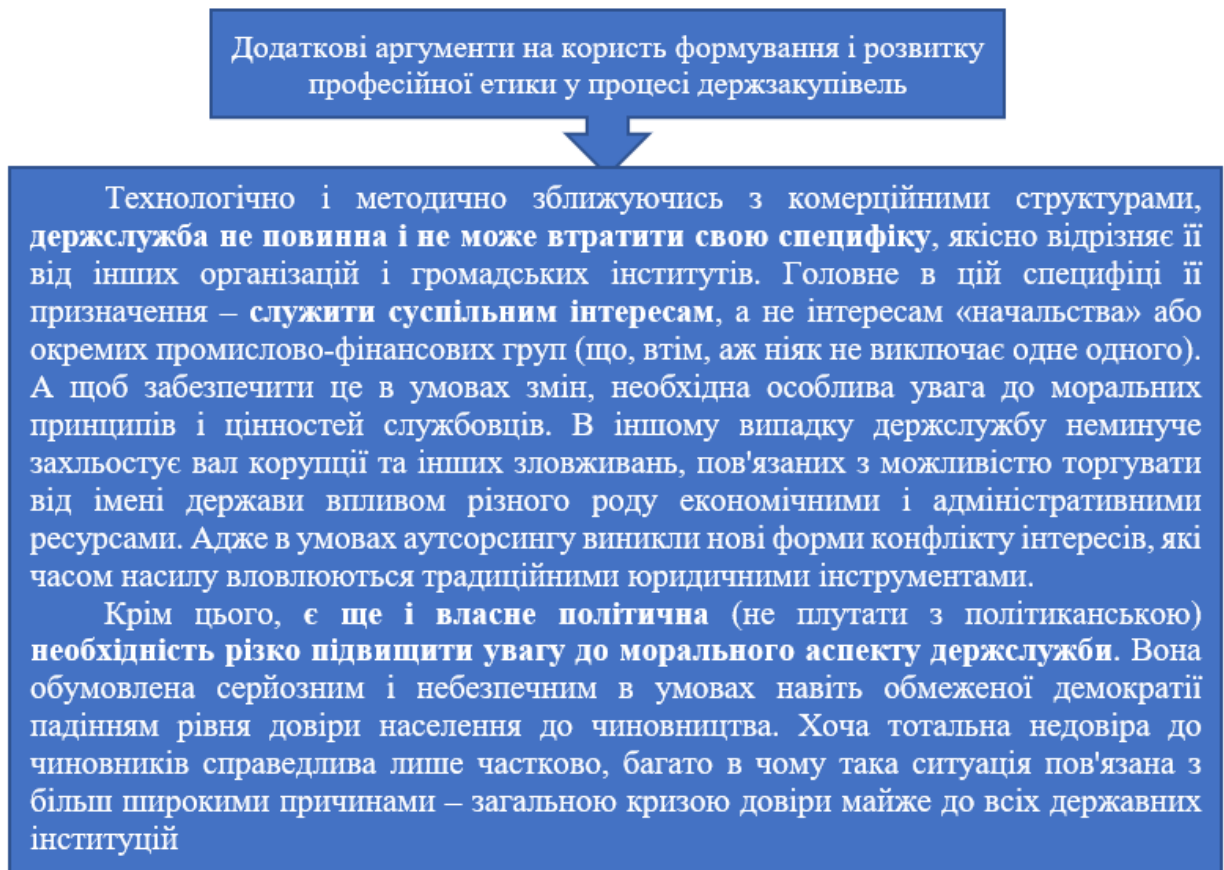 Додаткові аргументи на користь формування і розвитку
професійної етики у процесі держзакупівель
Технологічно і методично зближуючись з комерційними структурами,
держслужба не повинна і не може втратити свою специфіку, якісно відрізняє її
від інших організацій і громадських інститутів. Головне в цій специфіці її
призначення – служити суспільним інтересам, а не інтересам «начальства» або
окремих промислово-фінансових груп (що, втім, аж ніяк не виключає одне одного).
А щоб забезпечити це в умовах змін, необхідна особлива увага до моральних
принципів і цінностей службовців. В іншому випадку держслужбу неминуче
захльостує вал корупції та інших зловживань, пов'язаних з можливістю торгувати
від імені держави впливом різного роду економічними і адміністративними
ресурсами. Адже в умовах аутсорсингу виникли нові форми конфлікту інтересів, які
часом насилу вловлюються традиційними юридичними інструментами.
Крім цього, є ще і власне політична (не плутати з політиканською)
необхідність різко підвищити увагу до морального аспекту держслужби. Вона
обумовлена серйозним і небезпечним в умовах навіть обмеженої демократії
падінням рівня довіри населення до чиновництва. Хоча тотальна недовіра до
чиновників справедлива лише частково, багато в чому така ситуація пов'язана з
більш широкими причинами – загальною кризою довіри майже до всіх державних
інституцій